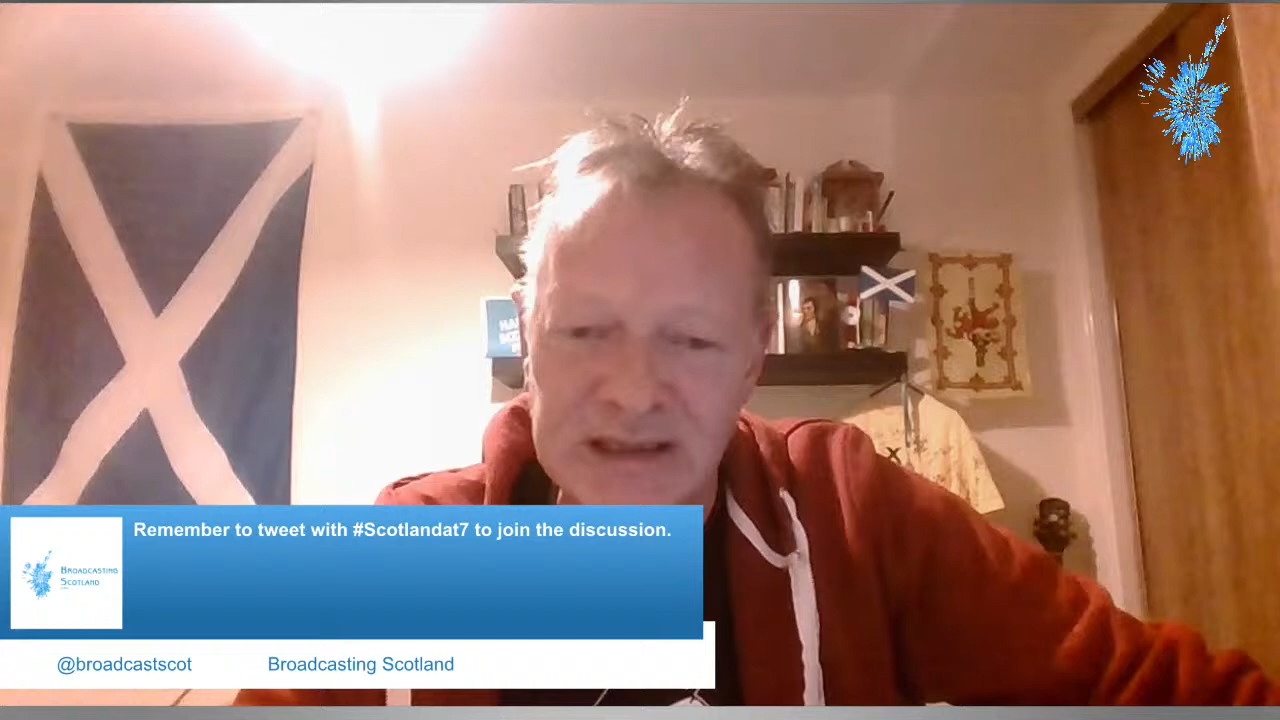 Remember to tweet with #Scotlandat7 to join the discussion.
BROADCASTING
SCOTLAND
@broadcastscot Broadcasting Scotland